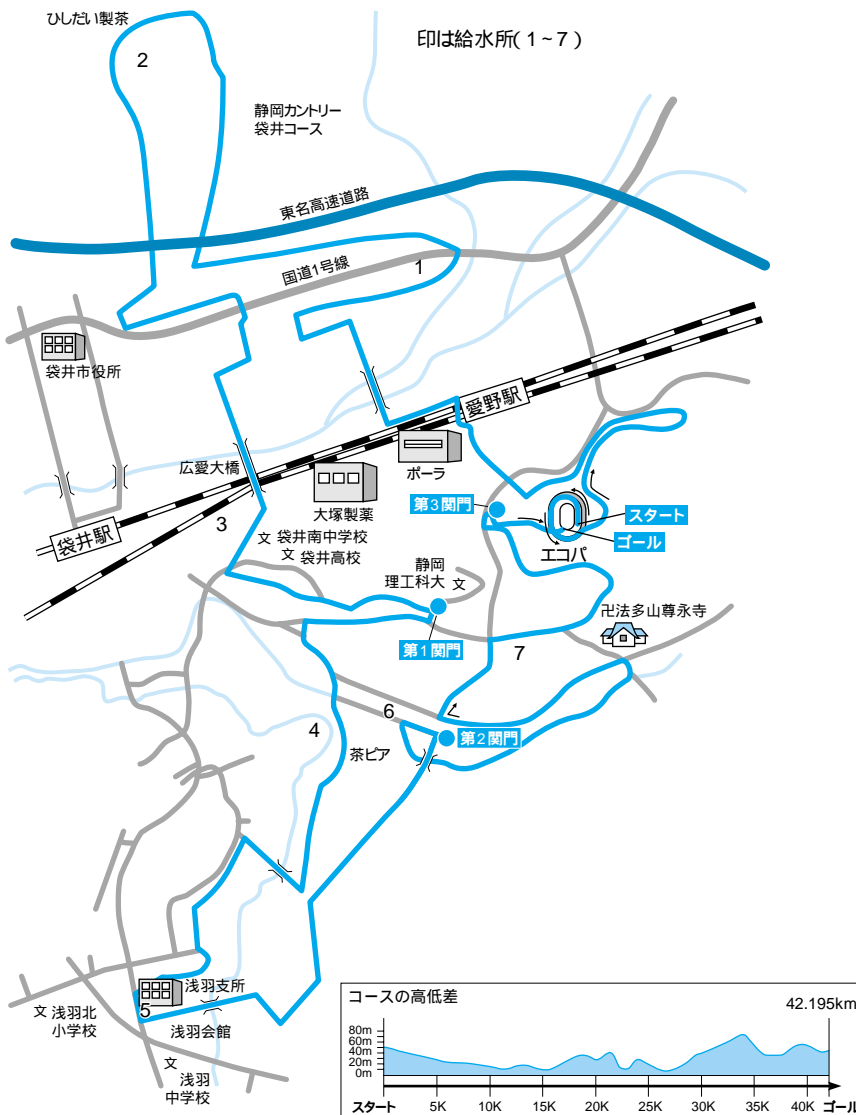 ひしだい製茶
2
印は給水所(1~7)
静岡カントリー
袋井コース
東名高速道路
国道1号線
1
袋井市役所
愛野駅
広愛大橋
ポーラ
大塚製薬
第3関門
スタート
ゴール
エコパ
袋井駅
3
文 袋井南中学校
文 袋井高校
静岡
理工科大 文
第1関門
卍法多山尊永寺
7
6
4
第2関門
茶ピア
浅羽支所
5
文 浅羽北
小学校
浅羽会館
文
浅羽
中学校
コースの高低差
42.195km
80m
60m
40m
20m
0m
スタート 5K 10K 15K 20K 25K 30K 35K 40K ゴール